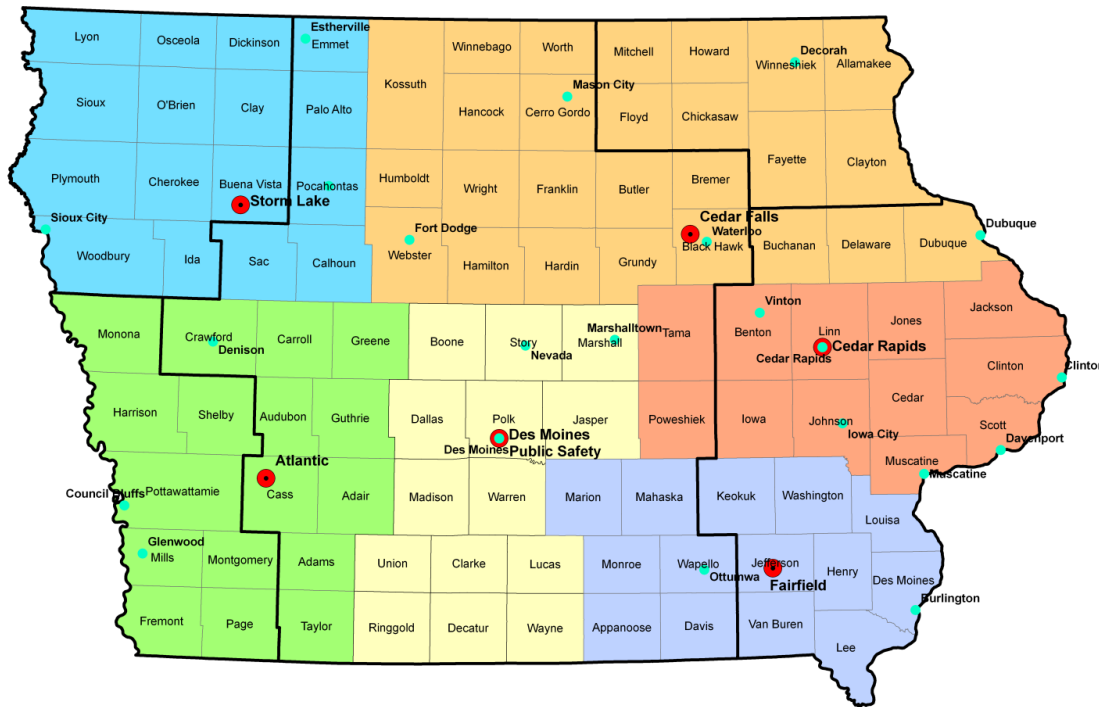 Lyon
Osceola
Dickinson
Estherville
Emmet
Kossuth
Winnebago
Worth
Mitchell
Howard
Decorah
Winneshiek
Allamakee
Sioux
O'Brien
Clay
Palo Alto
Hancock
Mason City
Cerro Gordo
Floyd
Chickasaw
Fayette
Clayton
Plymouth
Cherokee
Buena Vista
Storm Lake
Pocahontas
Humboldt
Wright
Franklin
Butler
Bremer
Sioux City
Woodbury
Ida
Sac
Calhoun
Fort Dodge
Webster
Hamilton
Hardin
Grundy
Cedar Falls
Waterloo
Black Hawk
Buchanan
Delaware
Dubuque
Dubuque
Monona
Crawford
Denison
Carroll
Greene
Boone
Story
Nevada
Marshalltown
Marshall
Tama
Vinton
Benton
Linn
Cedar Rapids
Cedar Rapids
Jones
Jackson
Clinton
Clinton
Harrison
Shelby
Audubon
Guthrie
Dallas
Polk
Des Moines
Des Moines
Public Safety
Jasper
Poweshiek
Iowa
Johnson
Iowa City
Cedar
Scott
Davenport
Muscatine
Muscatine
Atlantic
Cass
Council Bluffs
Pottawattamie
Adair
Madison
Warren
Marion
Mahaska
Keokuk
Washington
Louisa
Glenwood
Mills
Montgomery
Adams
Union
Clarke
Lucas
Monroe
Wapello
Ottumwa
Jefferson
Fairfield
Henry
Des Moines
Burlington
Fremont
Page
Taylor
Ringgold
Decatur
Wayne
Appanoose
Davis
Van Buren
Lee